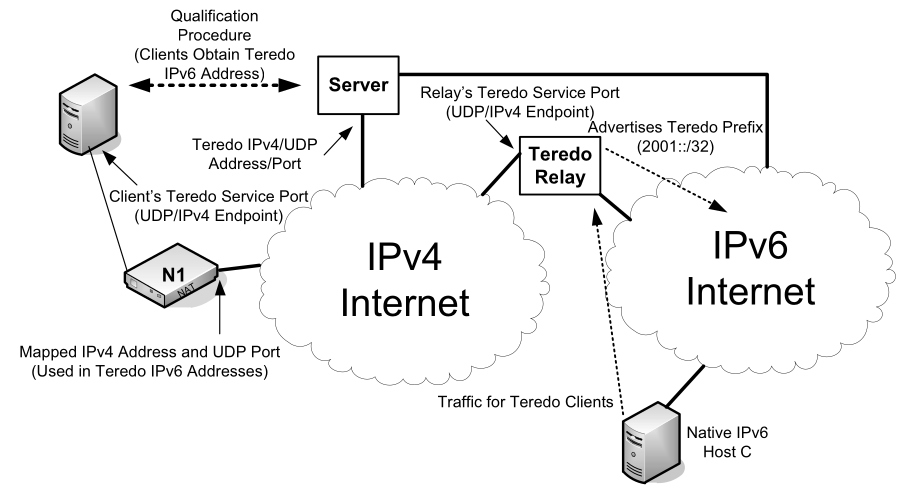 Qualification
Procedure
(Clients Obtain Teredo
IPv6 Address)
Server
Relay's Teredo Service Port
(UDP/IPv4 Endpoint)
Advertises Teredo Prefix
(2001::/32)
Teredo IPv4/UDP
Address/Port
Teredo
Relay
Client's Teredo Service Port
(UDP/IPv4 Endpoint)
IPv4
Internet
IPv6
Internet
N1
NAT
Mapped IPv4 Address and UDP Port
(Used in Teredo IPv6 Addresses)
Traffic for Teredo Clients
Native IPv6
Host C